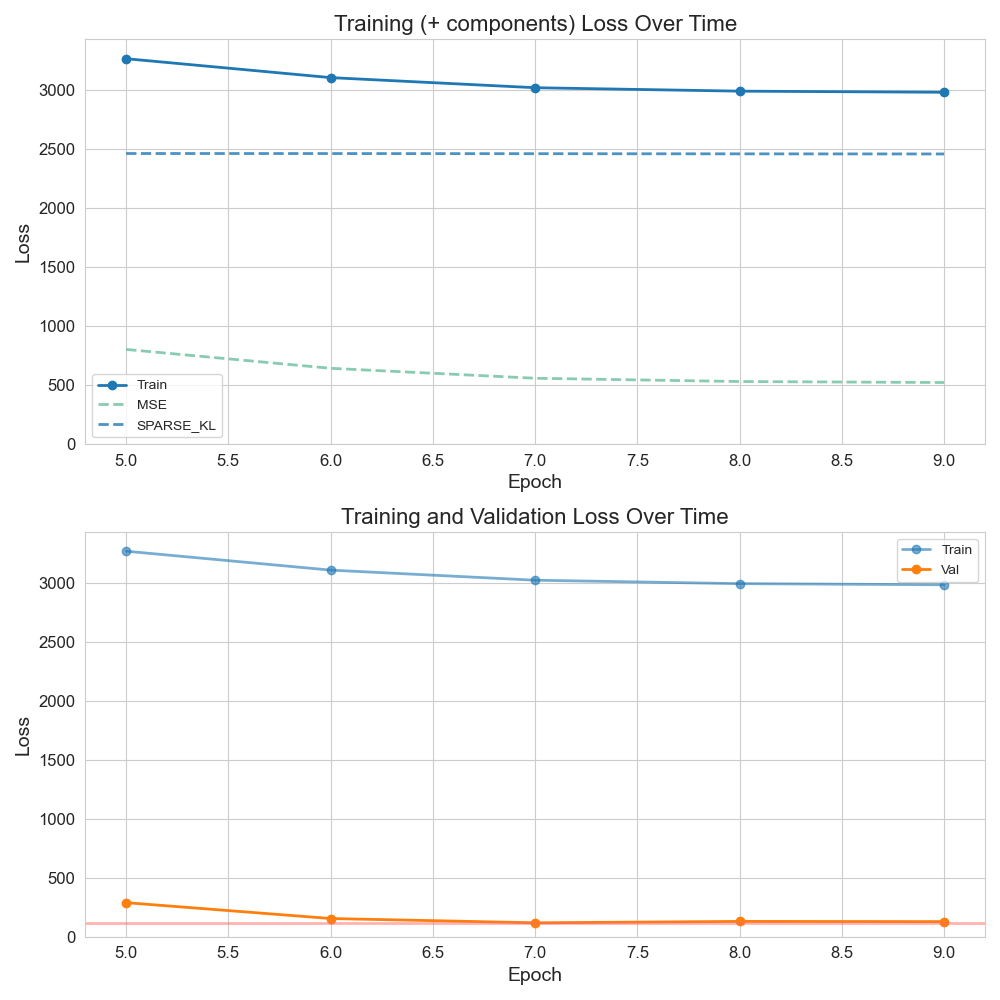 Training (+ components) Loss Over Time
Loss
3000
2500
2000
1500
1000
500
0
Train
MSE
SPARSE_KL
5.0 5.5 6.0 6.5 7.0 7.5 8.0 8.5 9.0
Epoch
Training and Validation Loss Over Time
Loss
3000
2500
2000
1500
1000
500
0
Train
Val
5.0 5.5 6.0 6.5 7.0 7.5 8.0 8.5 9.0
Epoch